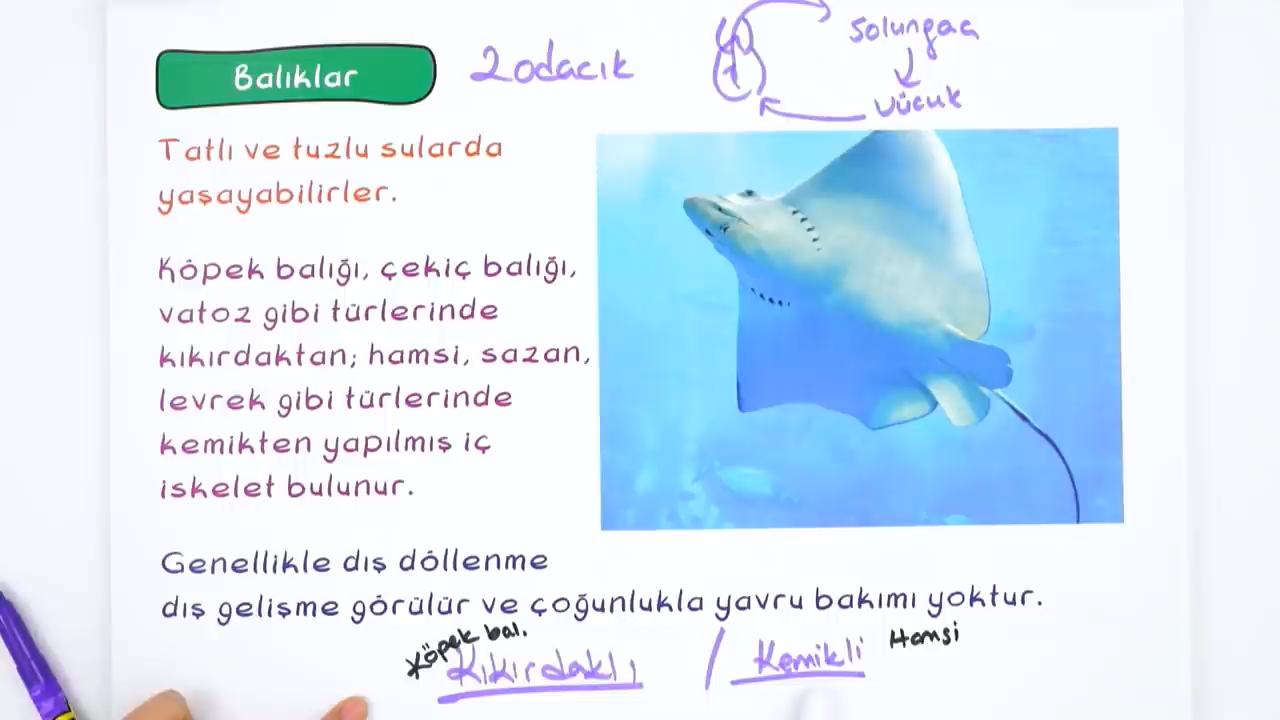 Balıklar
2 odacık
Solungaç
Vücut
Tatlı ve tuzlu sularda
yaşayabilirler.
Köpek balığı, çekiç balığı,
vatoz gibi türlerinde
kıkırdaktan; hamsi, sazan,
levrek gibi türlerinde
kemikten yapılmış iç
iskelet bulunur.
Genellikle dış döllenme
dış gelişme görülür ve çoğunlukla yavru bakımı yoktur.
Köpek bal.
Kıkırdaklı / Kemikli
Hamsi